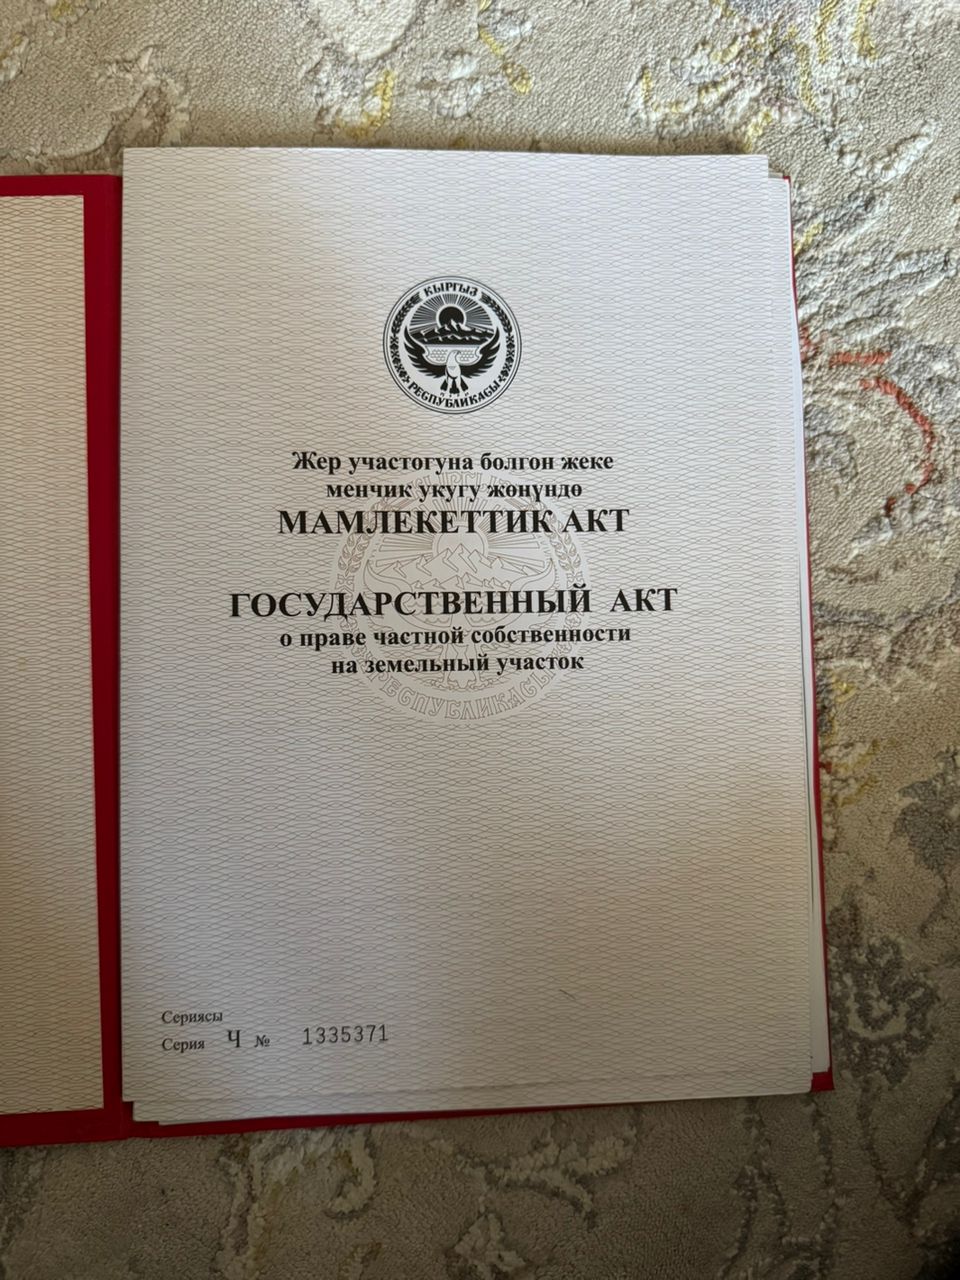 КЫРГЫЗ
РЕСПУБЛИКАСЫ
Жер участогуна болгон жеке
менчик укугу жөнүндө
МАМЛЕКЕТТИК АКТ
ГОСУДАРСТВЕННЫЙ АКТ
о праве частной собственности
на земельный участок
РЕСПУБЛИКАСЫ
Сериясы
Серия Ч № 1335371